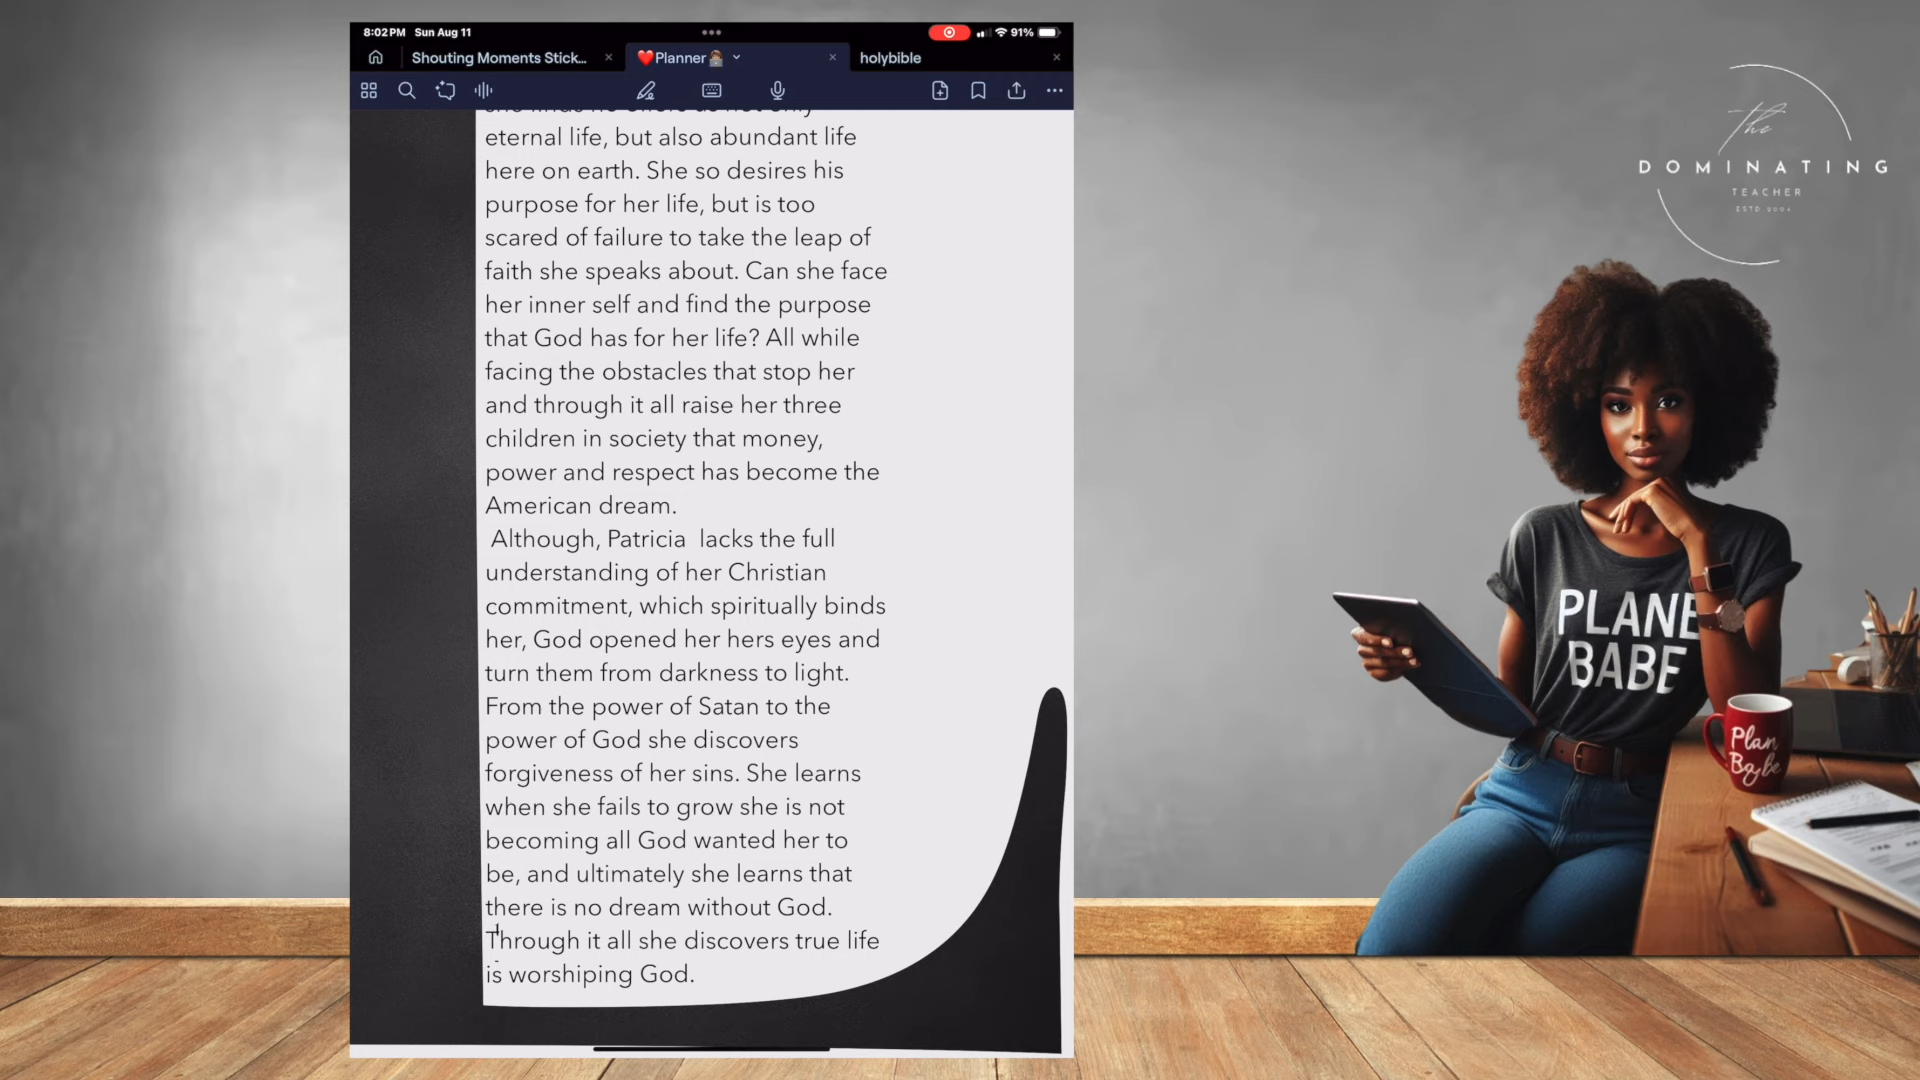 8:02 PM Sun Aug 11
91%
Shouting Moments Stick...
Planner
holybible
eternal life, but also abundant life
here on earth. She so desires his
purpose for her life, but is too
scared of failure to take the leap of
faith she speaks about. Can she face
her inner self and find the purpose
that God has for her life? All while
facing the obstacles that stop her
and through it all raise her three
children in society that money,
power and respect has become the
American dream.
Although, Patricia lacks the full
understanding of her Christian
commitment, which spiritually binds
her, God opened her hers eyes and
turn them from darkness to light.
From the power of Satan to the
power of God she discovers
forgiveness of her sins. She learns
when she fails to grow she is not
becoming all God wanted her to
be, and ultimately she learns that
there is no dream without God.
Through it all she discovers true life
is worshiping God.
the
DOMINATING
TEACHER
ESTD 2004
PLANE
BABE
Plan
Babe